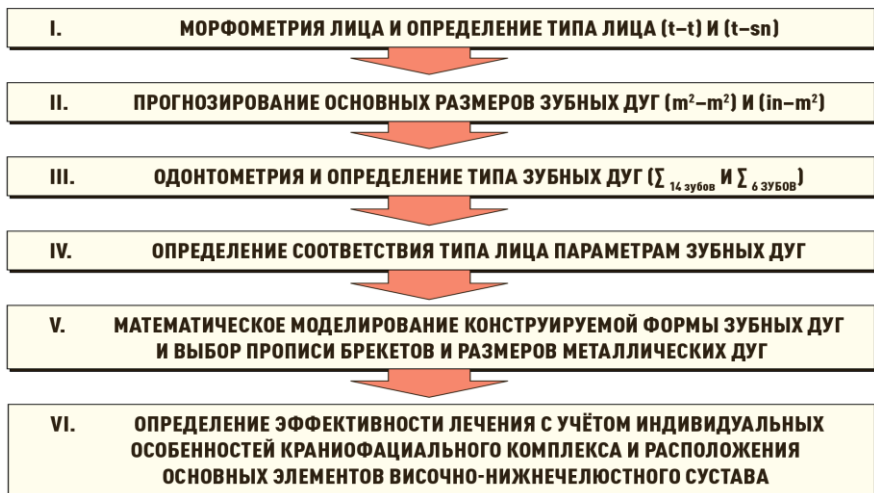 I. МОРФОМЕТРИЯ ЛИЦА И ОПРЕДЕЛЕНИЕ ТИПА ЛИЦА (t–t) И (t–sn)
II. ПРОГНОЗИРОВАНИЕ ОСНОВНЫХ РАЗМЕРОВ ЗУБНЫХ ДУГ (m²–m²) И (in–m²)
III. ОДОНТОМЕТРИЯ И ОПРЕДЕЛЕНИЕ ТИПА ЗУБНЫХ ДУГ (∑ 14 зубов И ∑ 6 ЗУБОВ)
IV. ОПРЕДЕЛЕНИЕ СООТВЕТСТВИЯ ТИПА ЛИЦА ПАРАМЕТРАМ ЗУБНЫХ ДУГ
V. МАТЕМАТИЧЕСКОЕ МОДЕЛИРОВАНИЕ КОНСТРУИРУЕМОЙ ФОРМЫ ЗУБНЫХ ДУГ
И ВЫБОР ПРОПИСИ БРЕКЕТОВ И РАЗМЕРОВ МЕТАЛЛИЧЕСКИХ ДУГ
VI. ОПРЕДЕЛЕНИЕ ЭФФЕКТИВНОСТИ ЛЕЧЕНИЯ С УЧЁТОМ ИНДИВИДУАЛЬНЫХ
ОСОБЕННОСТЕЙ КРАНИОФАЦИАЛЬНОГО КОМПЛЕКСА И РАСПОЛОЖЕНИЯ
ОСНОВНЫХ ЭЛЕМЕНТОВ ВИСОЧНО-НИЖНЕЧЕЛЮСТНОГО СУСТАВА